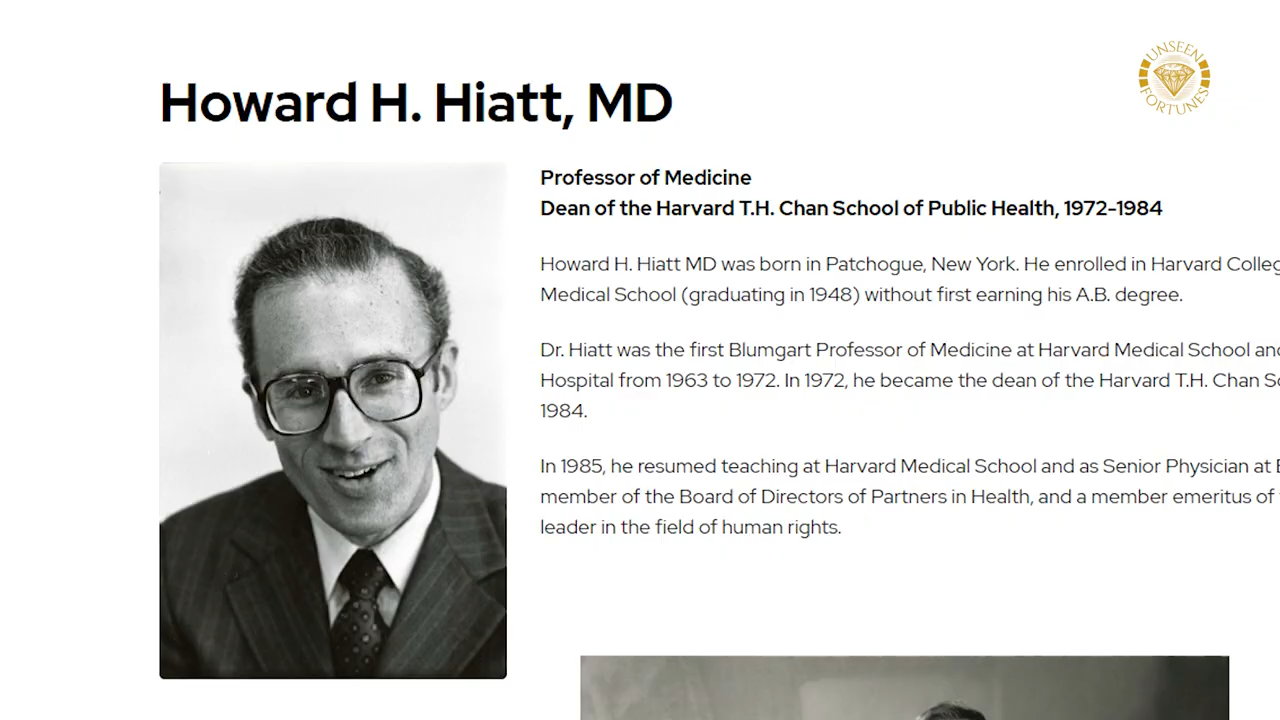 UNSEEN
FORTUNES
Howard H. Hiatt, MD
Professor of Medicine
Dean of the Harvard T.H. Chan School of Public Health, 1972-1984
Howard H. Hiatt MD was born in Patchogue, New York. He enrolled in Harvard
Medical School (graduating in 1948) without first earning his A.B. degree.
Dr. Hiatt was the first Blumgart Professor of Medicine at Harvard Medical School
Hospital from 1963 to 1972. In 1972, he became the dean of the Harvard T.H. Chan
1984.
In 1985, he resumed teaching at Harvard Medical School and as Senior Physician at
member of the Board of Directors of Partners in Health, and a member emeritus of
leader in the field of human rights.